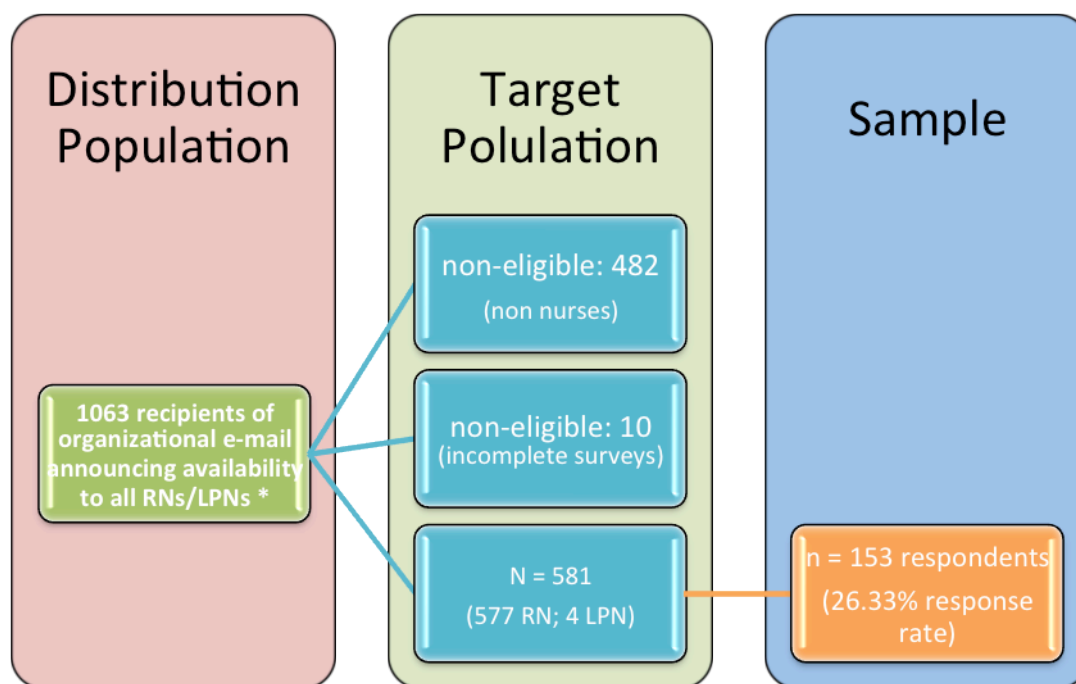 Distribution
Population
1063 recipients of
organizational e-mail
announcing availability
to all RNs/LPNs *
Target
Polulation
non-eligible: 482
(non nurses)
non-eligible: 10
(incomplete surveys)
N = 581
(577 RN; 4 LPN)
Sample
n = 153 respondents
(26.33% response
rate)